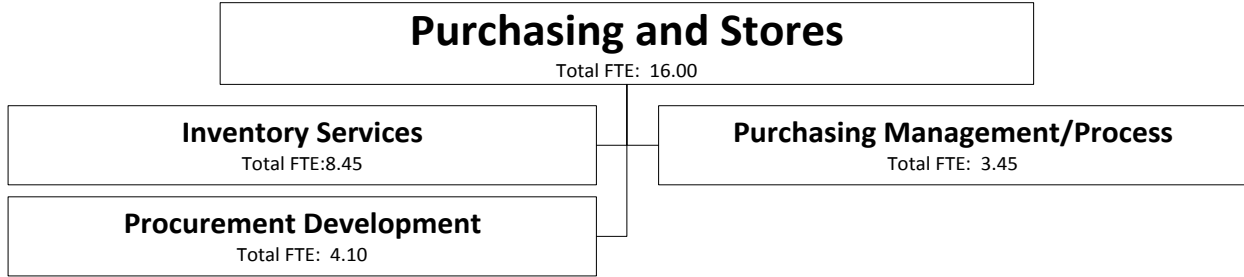 Purchasing and Stores
Total FTE:  16.00
Inventory Services
Total FTE:8.45
Purchasing Management/Process
Total FTE:  3.45
Procurement Development
Total FTE:  4.10